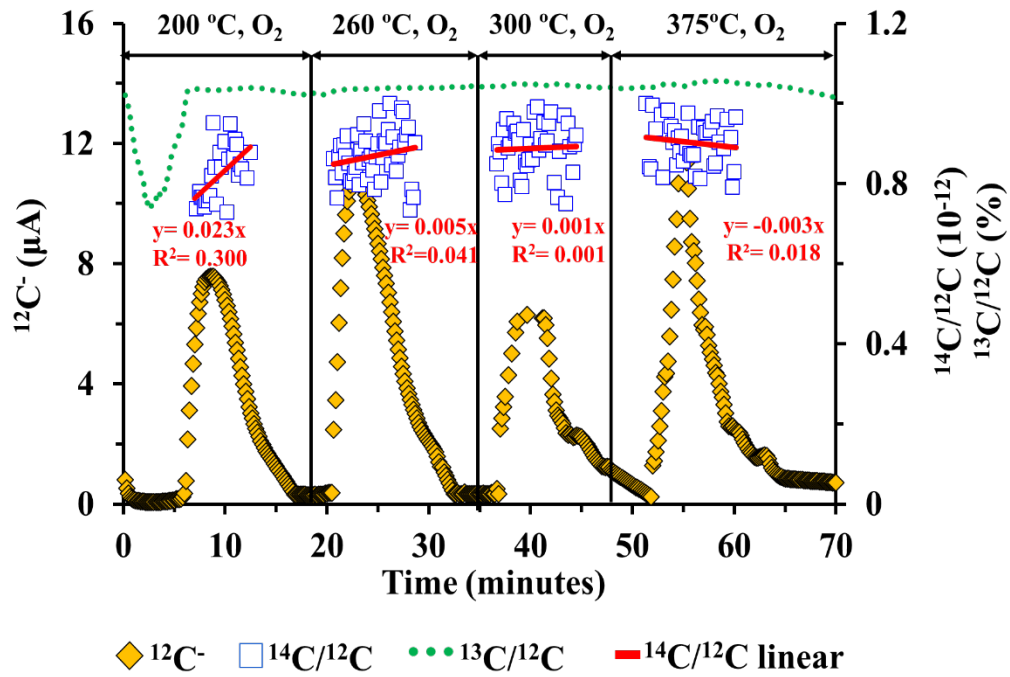 200 ºC, O₂ 260 ºC, O₂ 300 ºC, O₂ 375ºC, O₂
16
12
8
4
0
¹²C⁻ (µA)
1.2
0.8
0.4
0
¹⁴C/¹²C (10⁻¹²)
¹³C/¹²C (%)
y= 0.023x
R²= 0.300
y= 0.005x
R²=0.041
y= 0.001x
R²= 0.001
y= -0.003x
R²= 0.018
0 10 20 30 40 50 60 70
Time (minutes)
¹²C⁻ ¹⁴C/¹²C ¹³C/¹²C ¹⁴C/¹²C linear